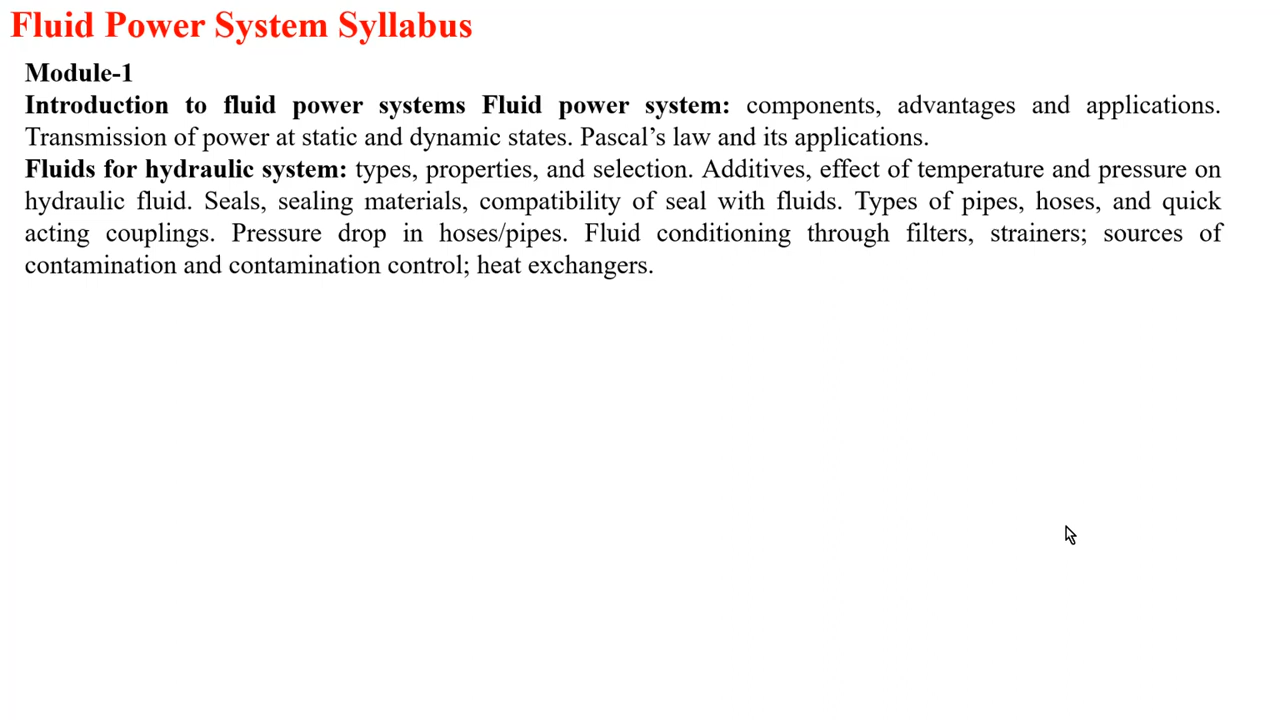 Fluid Power System Syllabus
Module-1
Introduction to fluid power systems Fluid power system: components, advantages and applications.
Transmission of power at static and dynamic states. Pascal’s law and its applications.
Fluids for hydraulic system: types, properties, and selection. Additives, effect of temperature and pressure on
hydraulic fluid. Seals, sealing materials, compatibility of seal with fluids. Types of pipes, hoses, and quick
acting couplings. Pressure drop in hoses/pipes. Fluid conditioning through filters, strainers; sources of
contamination and contamination control; heat exchangers.